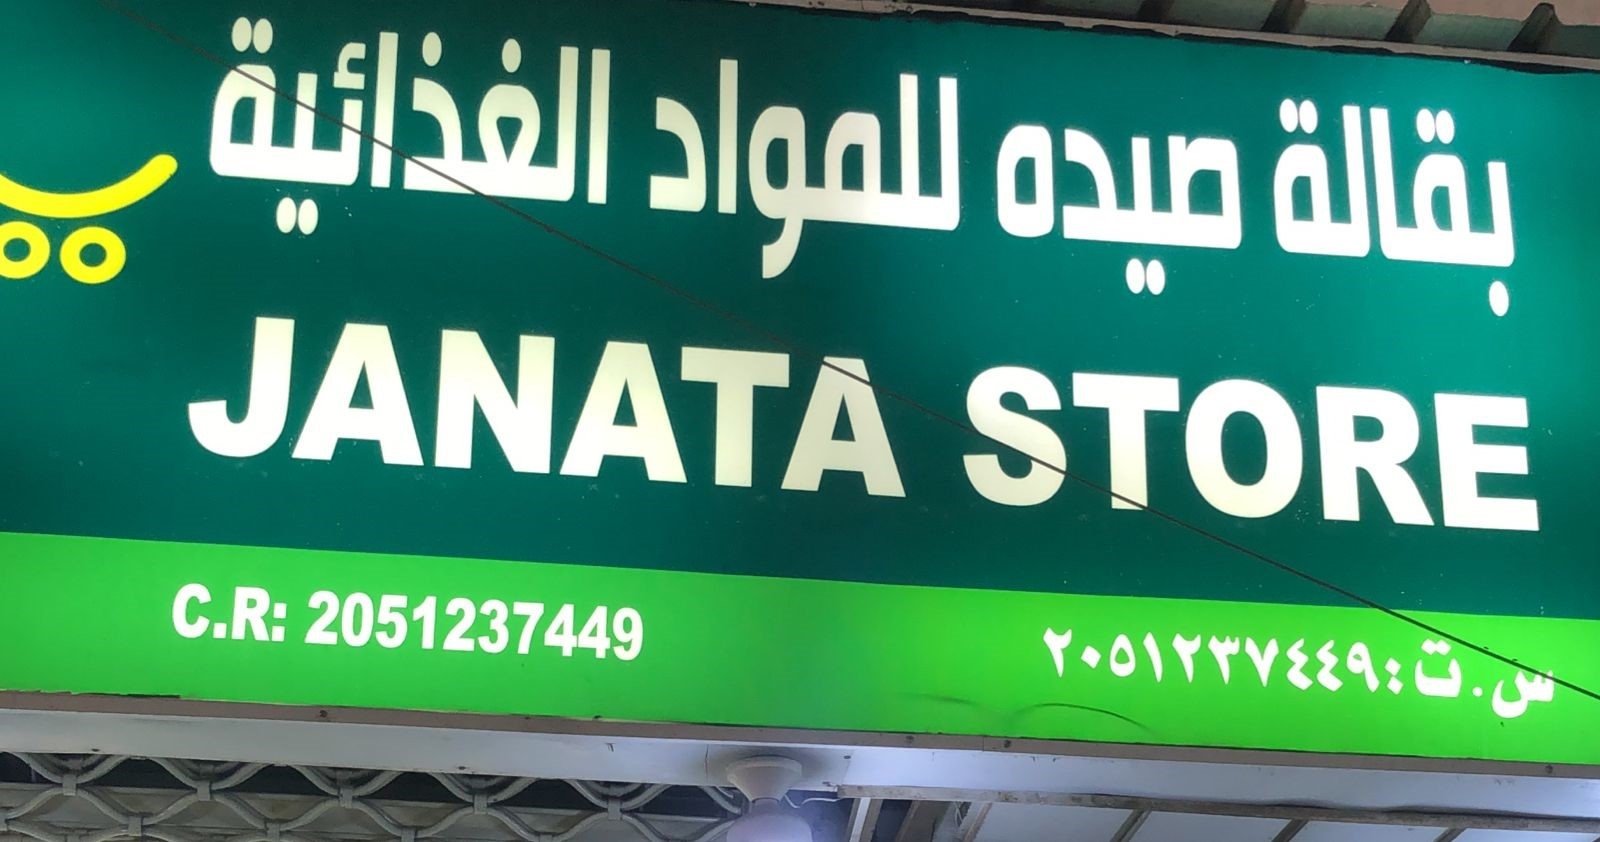 بقالة صيده للمواد الغذائية
JANATA STORE
C.R: 2051237449
س.ت: ٢٠٥١٢٣٧٤٤٩